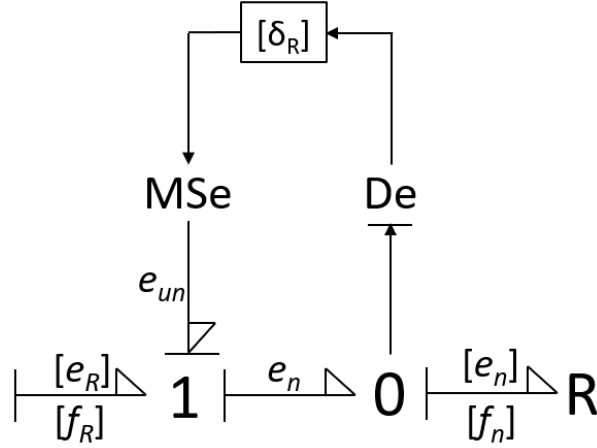 [δR]
MSe De
eun
[eR] en [en]
1 0 R
[fR] [fn]